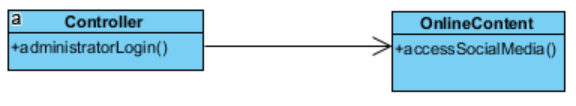 a
Controller
+administratorLogin()
OnlineContent
+accessSocialMedia()